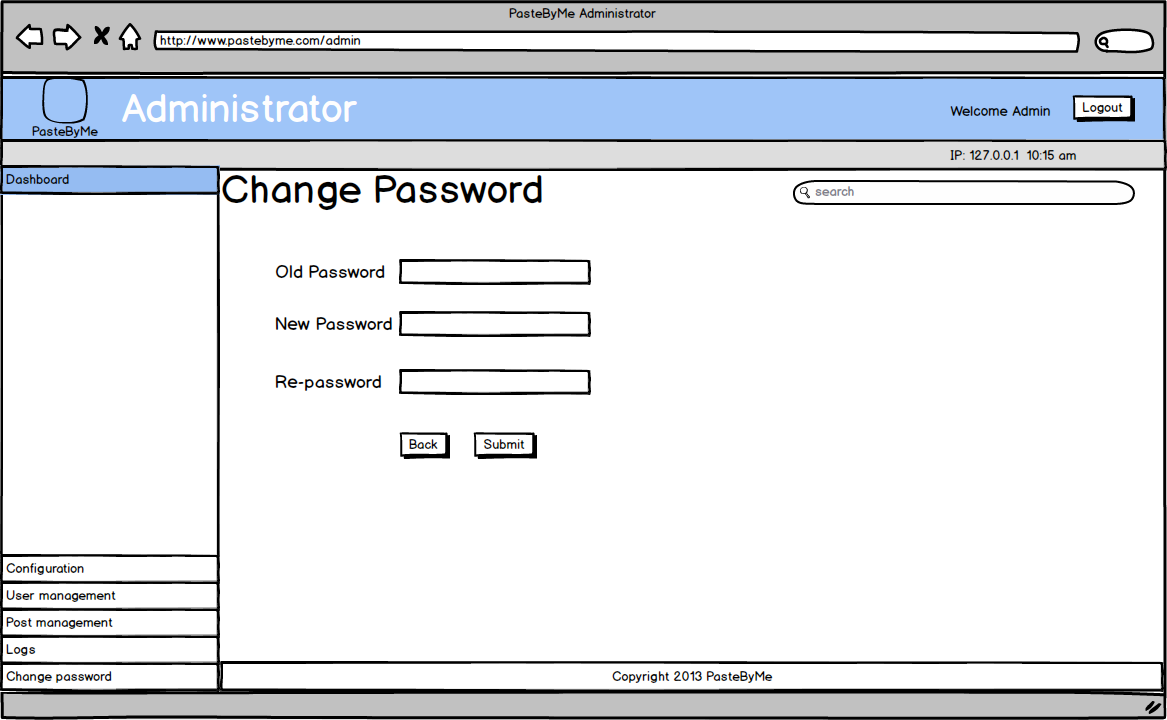 PasteByMe Administrator
http://www.pastebyme.com/admin
PasteByMe
Administrator
Welcome Admin
Logout
IP: 127.0.0.1 10:15 am
Dashboard
Change Password
search
Old Password
New Password
Re-password
Back
Submit
Configuration
User management
Post management
Logs
Change password
Copyright 2013 PasteByMe